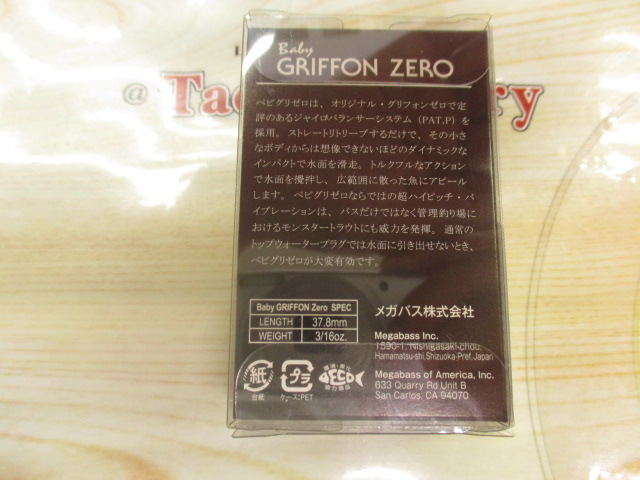 @ Tac
ry
Baby
GRIFFON ZERO
ベビグリゼロは、オリジナル・グリフォンゼロで定
評のあるジャイロバランサーシステム (PAT.P) を
採用。ストレートリトリーブするだけで、その小さ
なボディからは想像できないほどのダイナミックな
インパクトで水面を滑走。トルクフルなアクション
で水面を攪拌し、広範囲に散った魚にアピール
します。ベビグリゼロならではの超ハイピッチ・バ
イブレーションは、バスだけではなく管理釣り場に
おけるモンスタートラウトにも威力を発揮。通常の
トップウォータープラグでは水面に引き出せないとき、
ベビグリゼロが大変有効です。
Baby GRIFFON Zero SPEC
LENGTH 37.8mm
WEIGHT 3/16oz.
メガバス株式会社
Megabass Inc.
1590-1, Nishigasaki-chou,
Hamamatsu-shi,Shizuoka-Pref.Japan
Megabass of America, Inc.
633 Quarry Rd Unit B
San Carlos, CA 94070
紙
台紙
プラ
ケース:PET
ECO